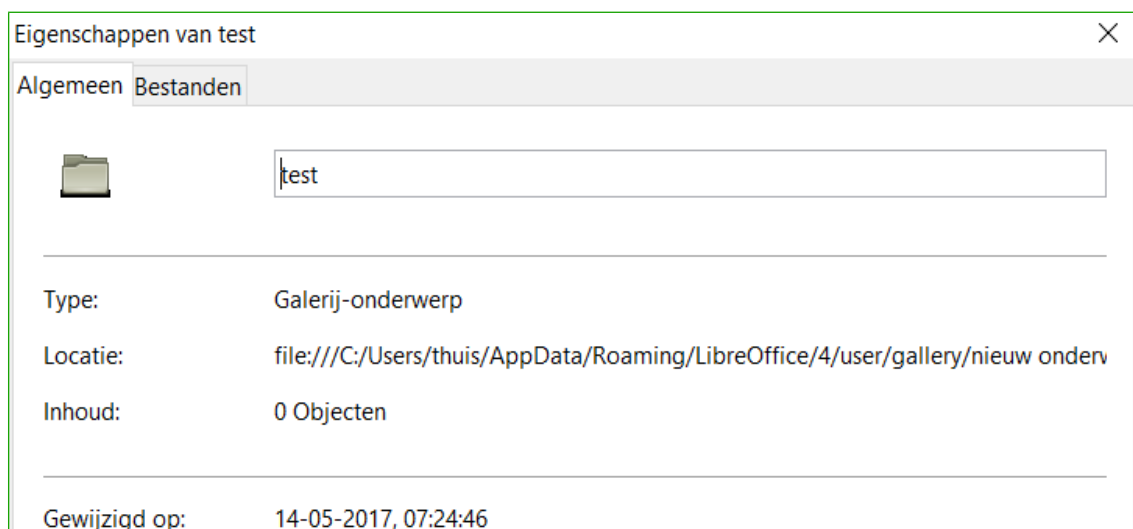 Eigenschappen van test
Algemeen Bestanden
test
Type: Galerij-onderwerp
Locatie: file:///C:/Users/thuis/AppData/Roaming/LibreOffice/4/user/gallery/nieuw
Inhoud: 0 Objecten
Gewijzigd op: 14-05-2017, 07:24:46